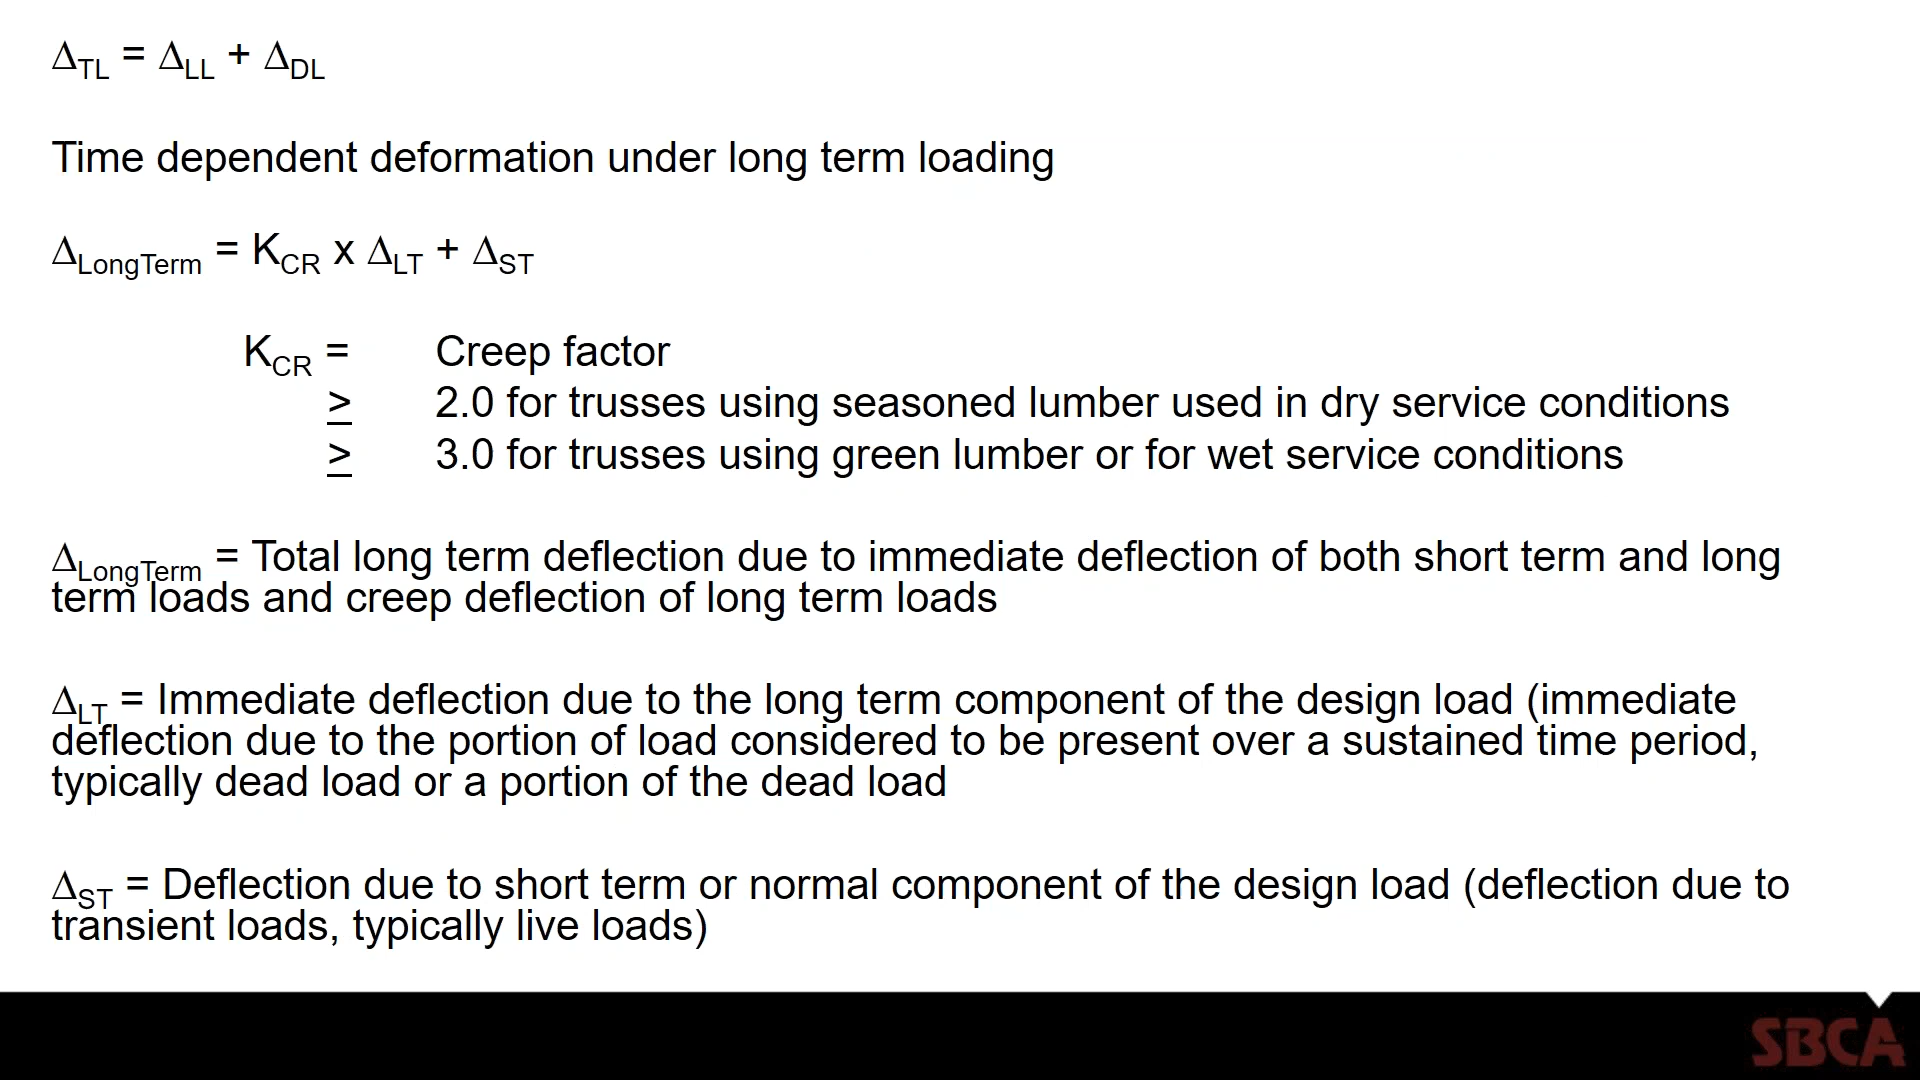 ΔTL = ΔLL + ΔDL
Time dependent deformation under long term loading
ΔLongTerm = KCR x ΔLT + ΔST
KCR = Creep factor
≥ 2.0 for trusses using seasoned lumber used in dry service conditions
≥ 3.0 for trusses using green lumber or for wet service conditions
ΔLongTerm = Total long term deflection due to immediate deflection of both short term and long
term loads and creep deflection of long term loads
ΔLT = Immediate deflection due to the long term component of the design load (immediate
deflection due to the portion of load considered to be present over a sustained time period,
typically dead load or a portion of the dead load
ΔST = Deflection due to short term or normal component of the design load (deflection due to
transient loads, typically live loads)
SBCA